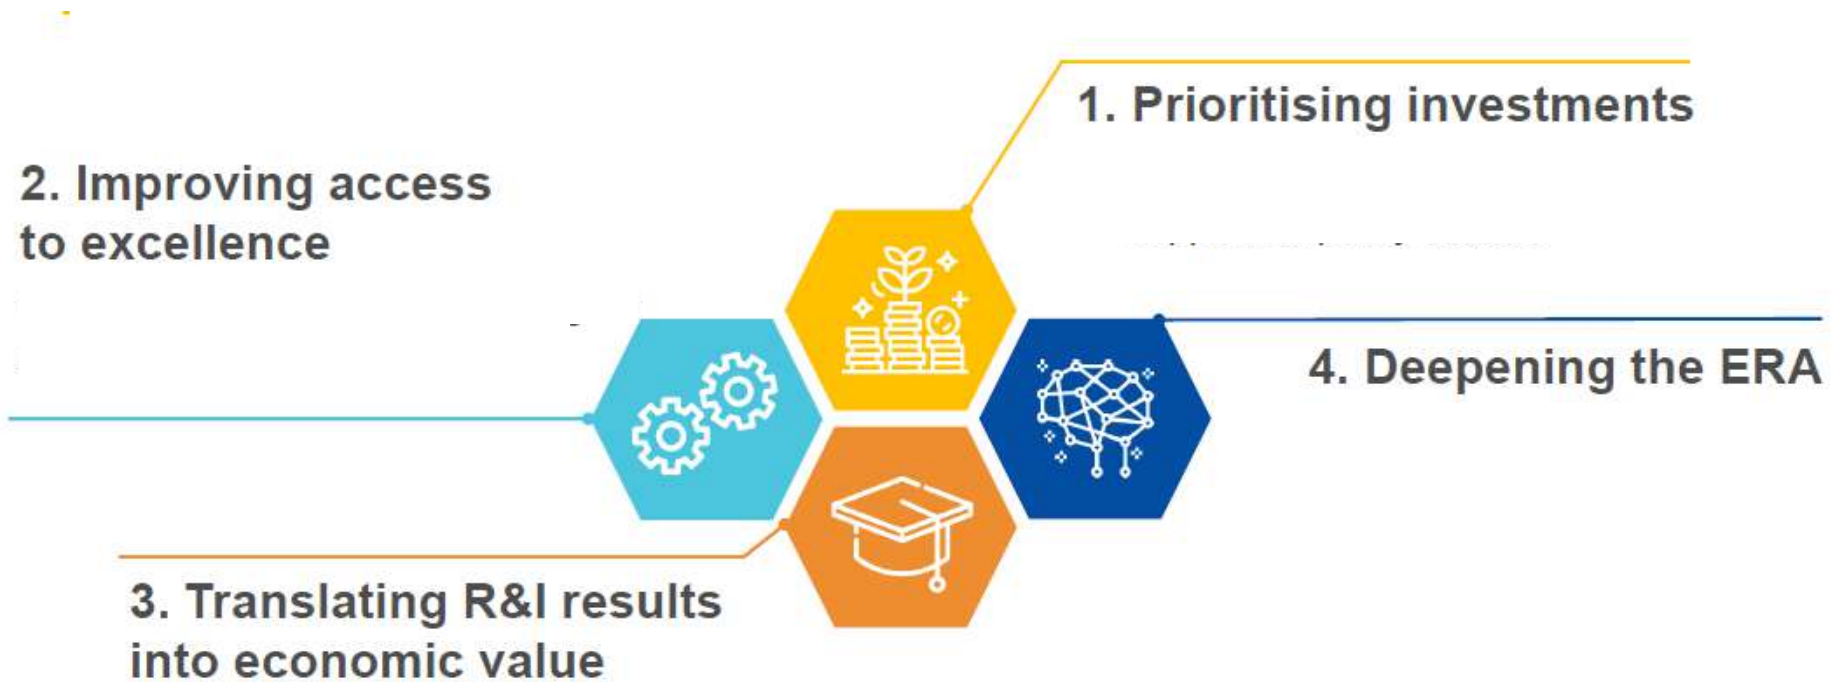 1. Prioritising investments
2. Improving access
to excellence
3. Translating R&I results
into economic value
4. Deepening the ERA